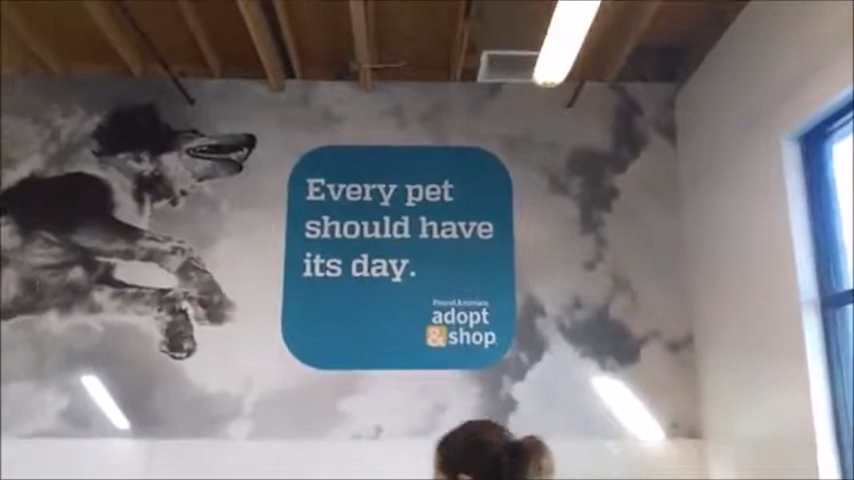 Every pet
should have
its day.
adopt
& shop